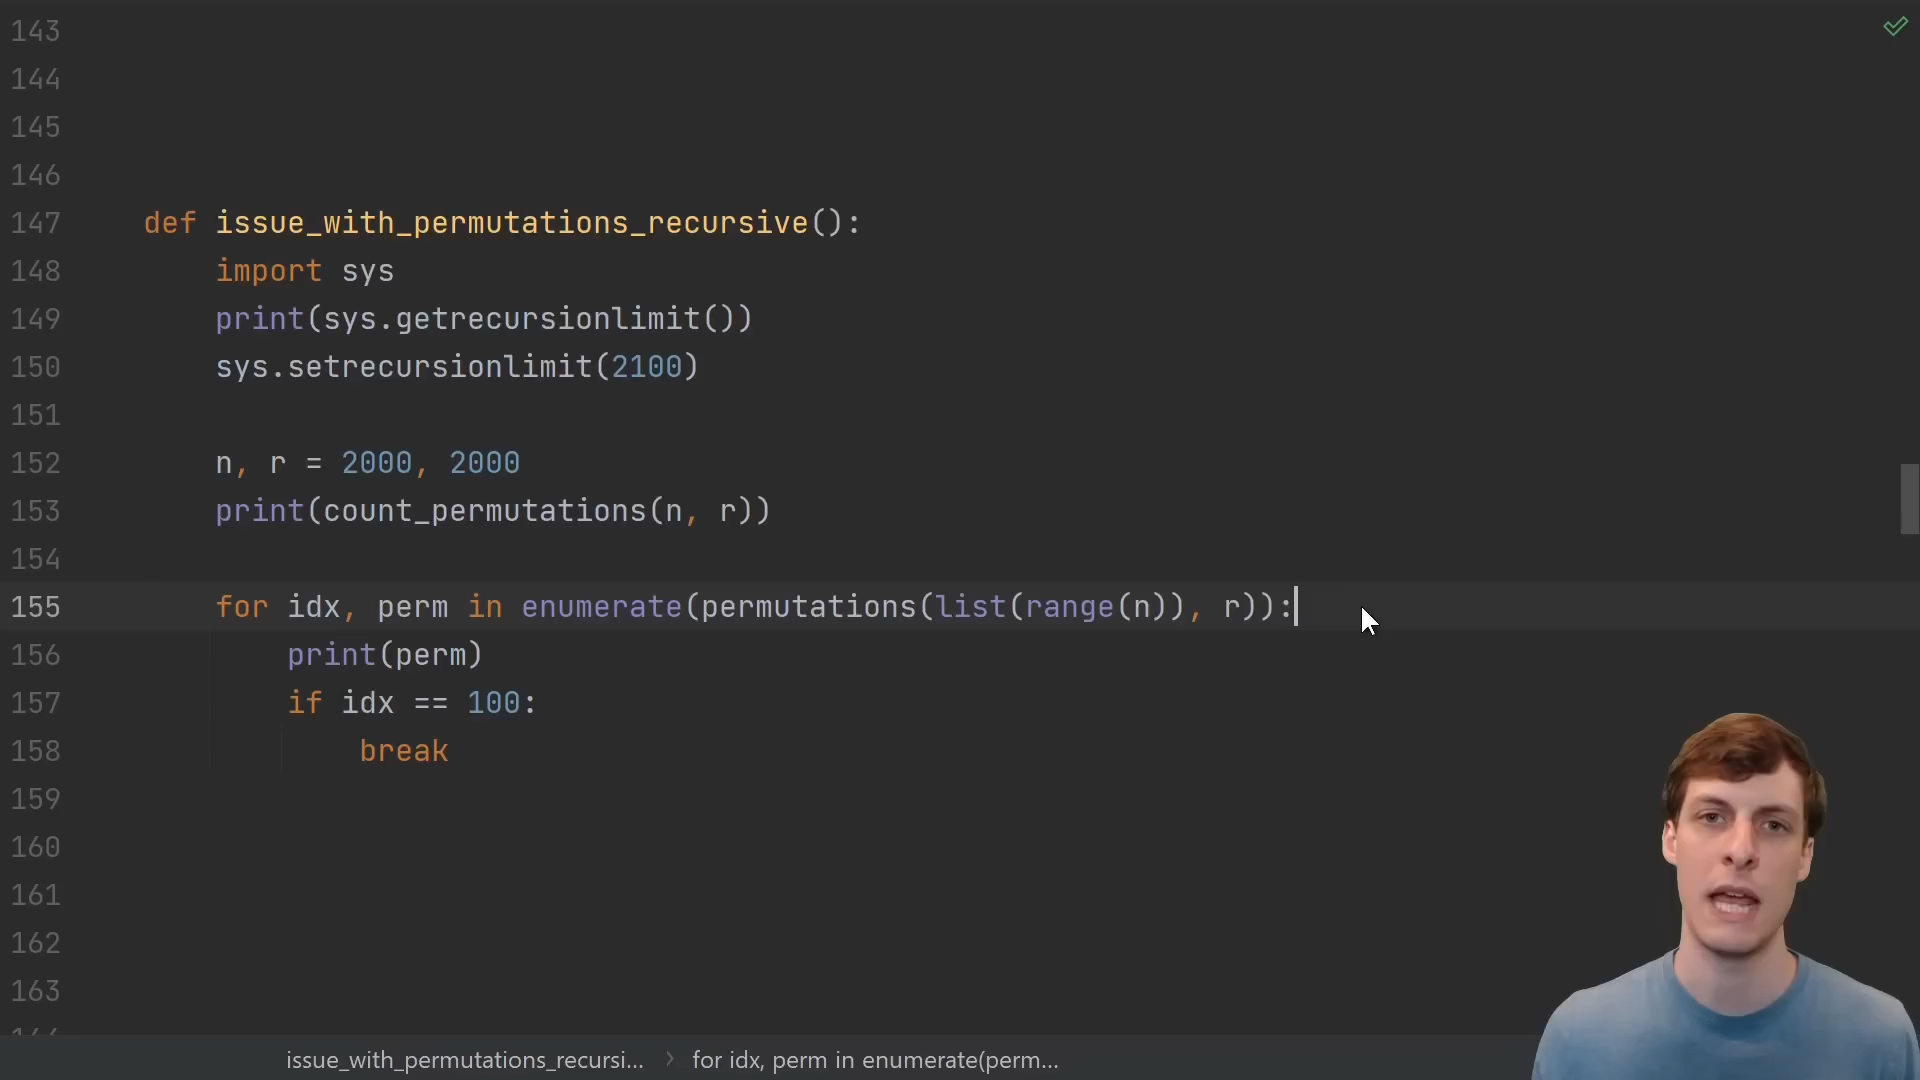 143
144
145
146
147 def issue_with_permutations_recursive():
148 import sys
149 print(sys.getrecursionlimit())
150 sys.setrecursionlimit(2100)
151
152 n, r = 2000, 2000
153 print(count_permutations(n, r))
154
155 for idx, perm in enumerate(permutations(list(range(n)), r)):
156 print(perm)
157 if idx == 100:
158 break
159
160
161
162
163
issue_with_permutations_recursi... › for idx, perm in enumerate(perm...